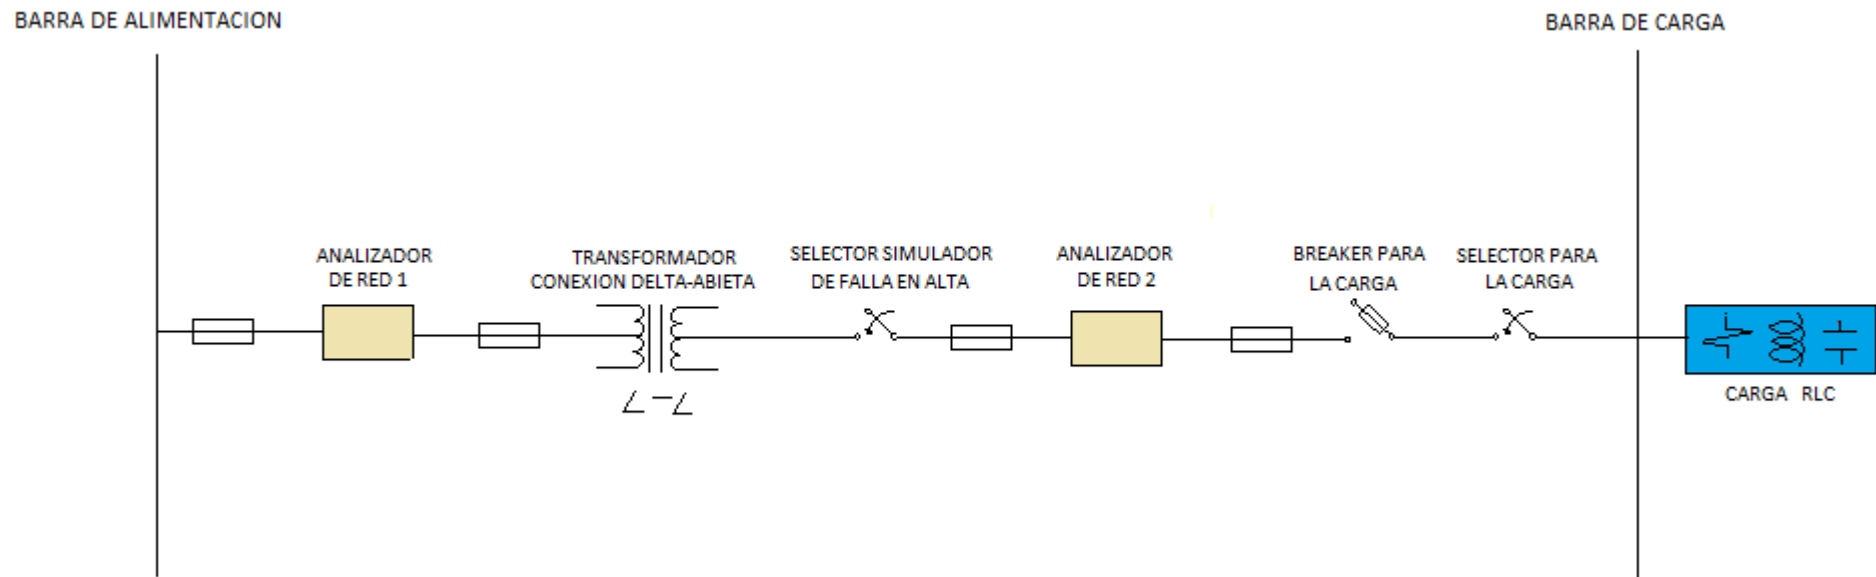 BARRA DE ALIMENTACION
BARRA DE CARGA
ANALIZADOR
DE RED 1
TRANSFORMADOR
CONEXION DELTA-ABIETA
SELECTOR SIMULADOR
DE FALLA EN ALTA
ANALIZADOR
DE RED 2
BREAKER PARA
LA CARGA
SELECTOR PARA
LA CARGA
CARGA RLC